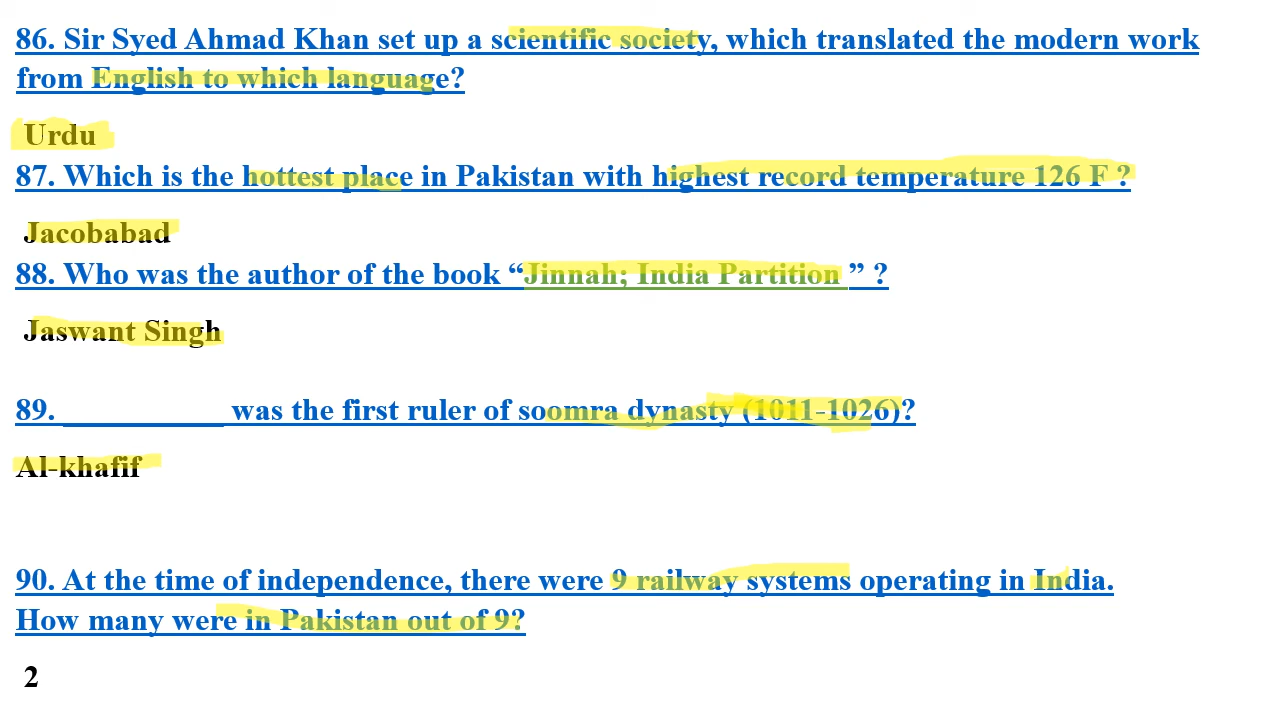 86. Sir Syed Ahmad Khan set up a scientific society, which translated the modern work
from English to which language?
Urdu
87. Which is the hottest place in Pakistan with highest record temperature 126 F ?
Jacobabad
88. Who was the author of the book “Jinnah; India Partition ” ?
Jaswant Singh
89. __________ was the first ruler of soomra dynasty (1011-1026)?
Al-khafif
90. At the time of independence, there were 9 railway systems operating in India.
How many were in Pakistan out of 9?
2